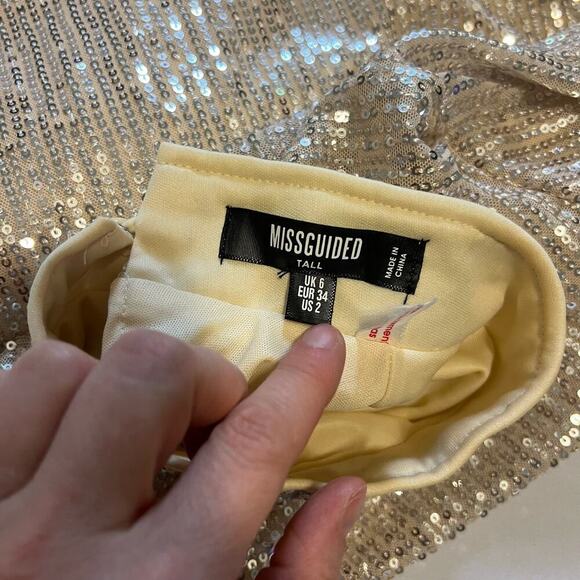 MISSGUIDED
TALL
MADE IN
CHINA
UK 6
EUR 34
US 2